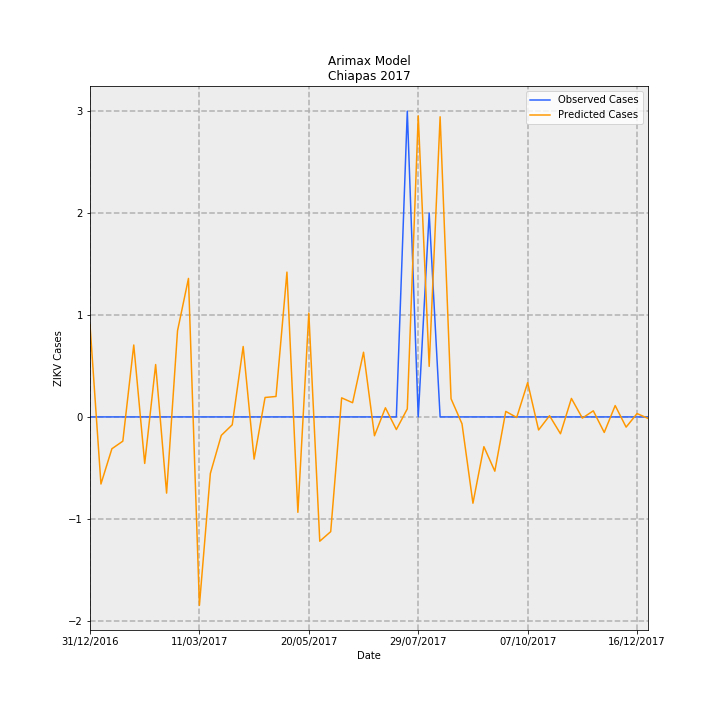 Arimax Model
Chiapas 2017
Observed Cases
Predicted Cases
ZIKV Cases
3
2
1
0
−1
−2
31/12/2016 11/03/2017 20/05/2017 29/07/2017 07/10/2017 16/12/2017
Date